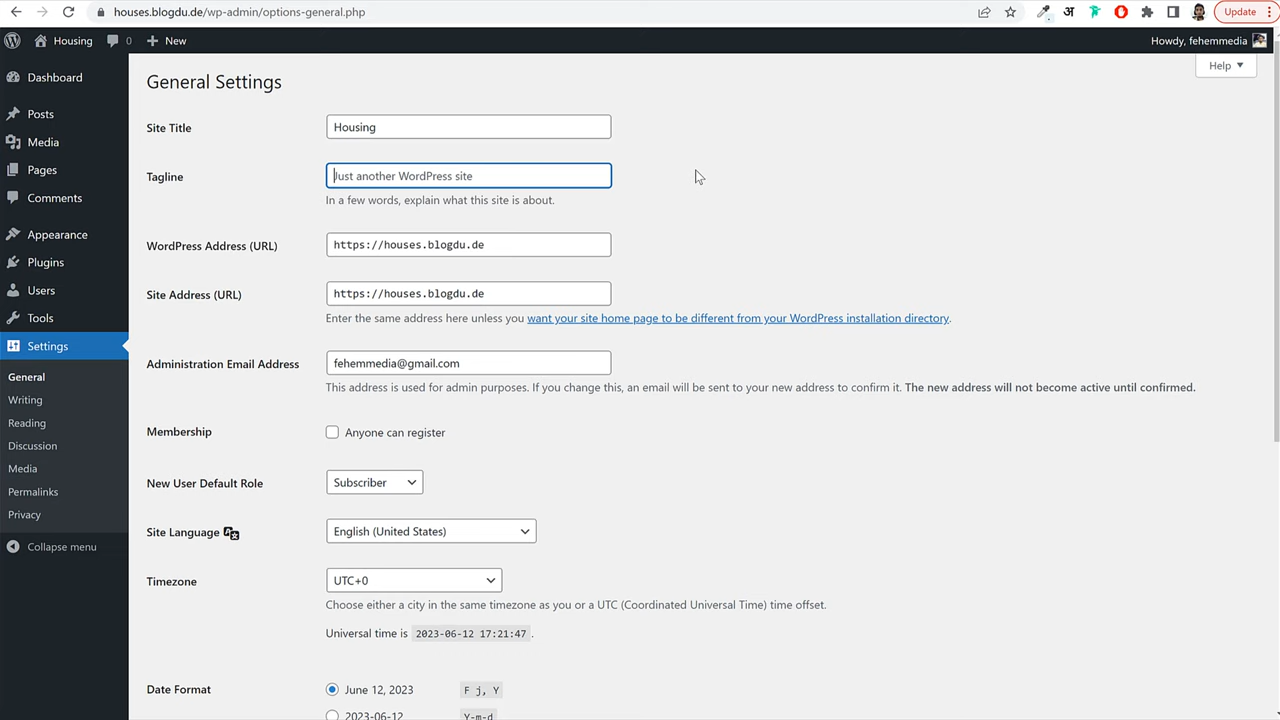 houses.blogdu.de/wp-admin/options-general.php
अ
Update
Housing
0
New
Howdy, fehemmedia
Help
Dashboard
Posts
Media
Pages
Comments
Appearance
Plugins
Users
Tools
Settings
General
Writing
Reading
Discussion
Media
Permalinks
Privacy
Collapse menu
General Settings
Site Title
Housing
Tagline
Just another WordPress site
In a few words, explain what this site is about.
WordPress Address (URL)
https://houses.blogdu.de
Site Address (URL)
https://houses.blogdu.de
Enter the same address here unless you want your site home page to be different from your WordPress installation directory.
Administration Email Address
fehemmedia@gmail.com
This address is used for admin purposes. If you change this, an email will be sent to your new address to confirm it. The new address will not become active until confirmed.
Membership
Anyone can register
New User Default Role
Subscriber
Site Language
English (United States)
Timezone
UTC+0
Choose either a city in the same timezone as you or a UTC (Coordinated Universal Time) time offset.
Universal time is 2023-06-12 17:21:47 .
Date Format
June 12, 2023
F j, Y
2023-06-12
Y-m-d